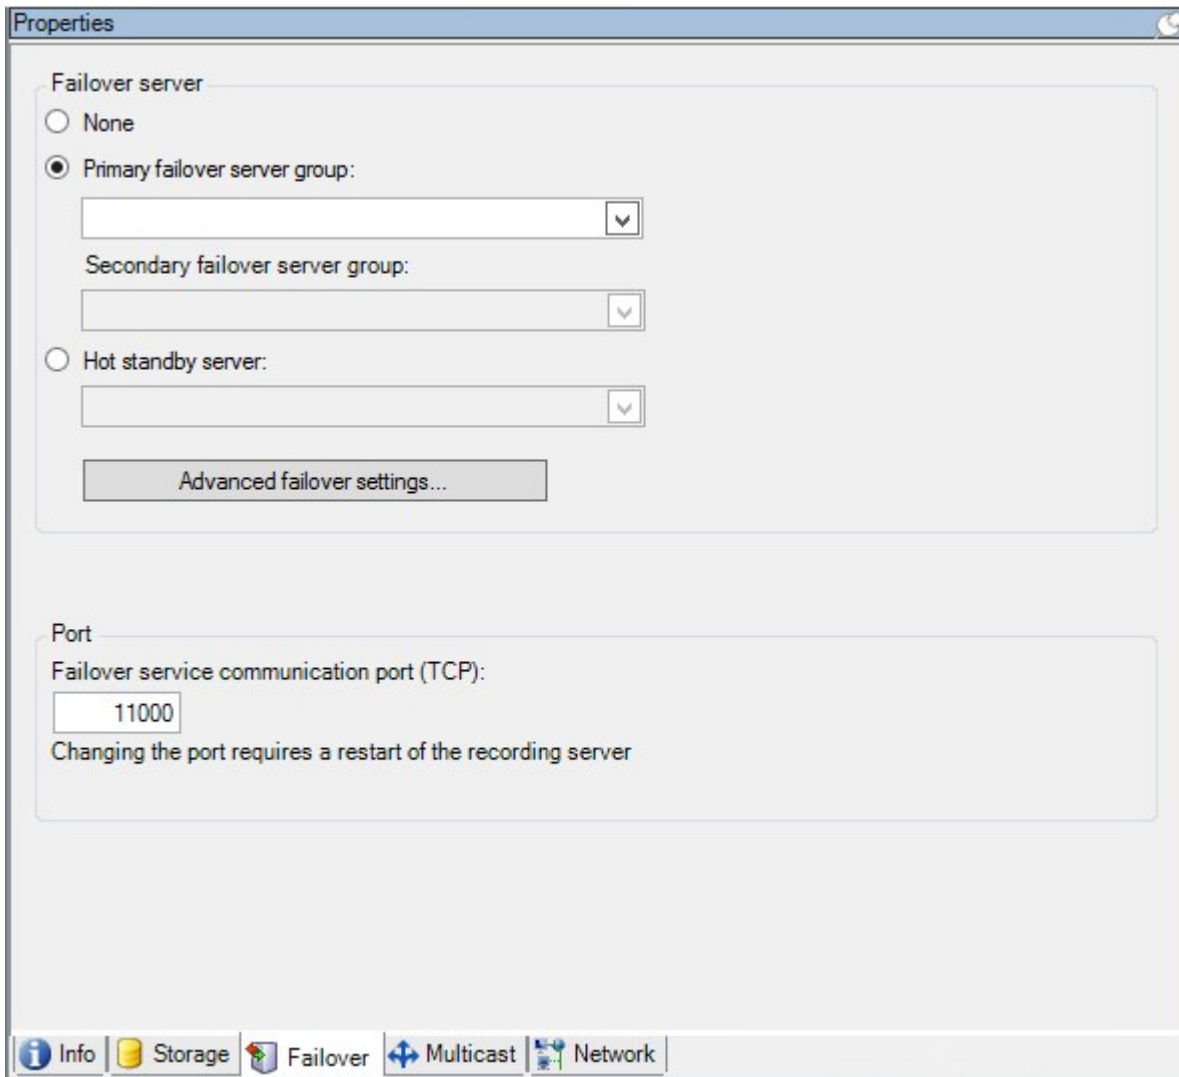 Properties
Failover server
None
Primary failover server group:
Secondary failover server group:
Hot standby server:
Advanced failover settings...
Port
Failover service communication port (TCP):
11000
Changing the port requires a restart of the recording server
Info Storage Failover Multicast Network